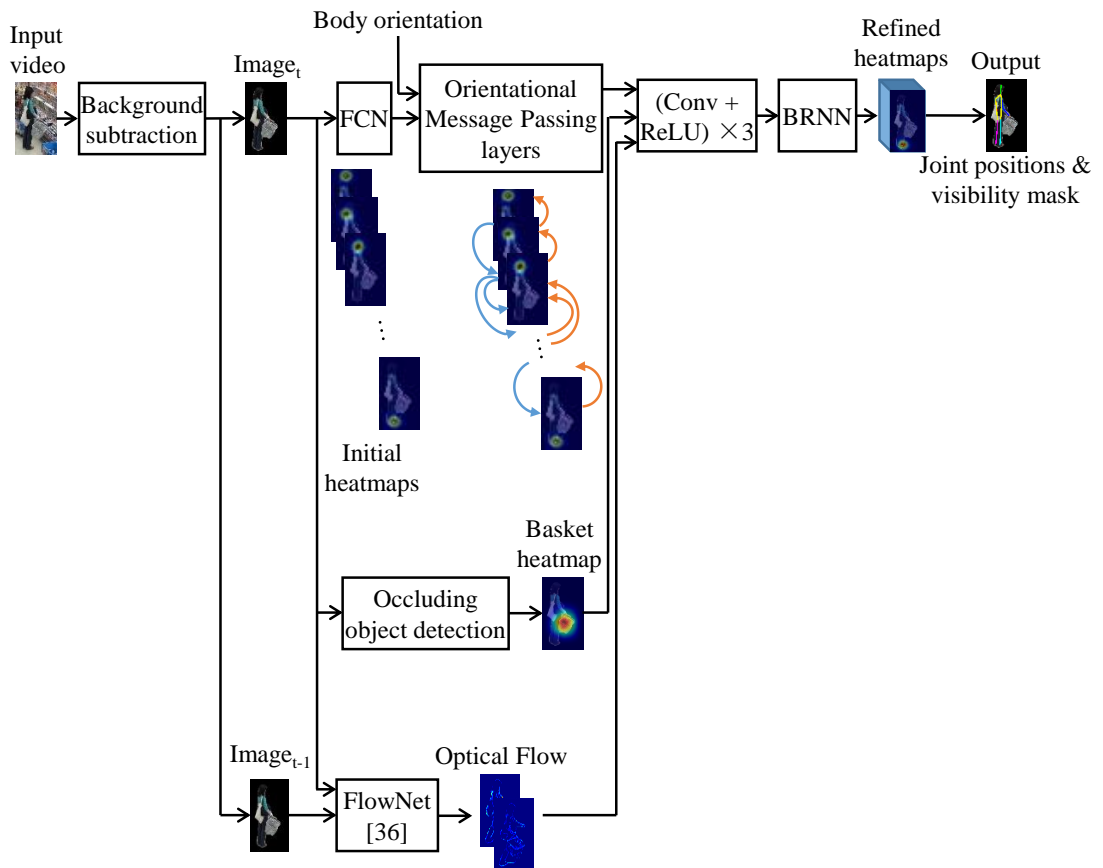 Body orientation
Input
video
Background
subtraction
Image_t
FCN
Orientational
Message Passing
layers
(Conv +
ReLU) ×3
BRNN
Refined
heatmaps
Output
Joint positions &
visibility mask
⋮
Initial
heatmaps
⋮
Occluding
object detection
Basket
heatmap
Image_t-1
FlowNet
[36]
Optical Flow